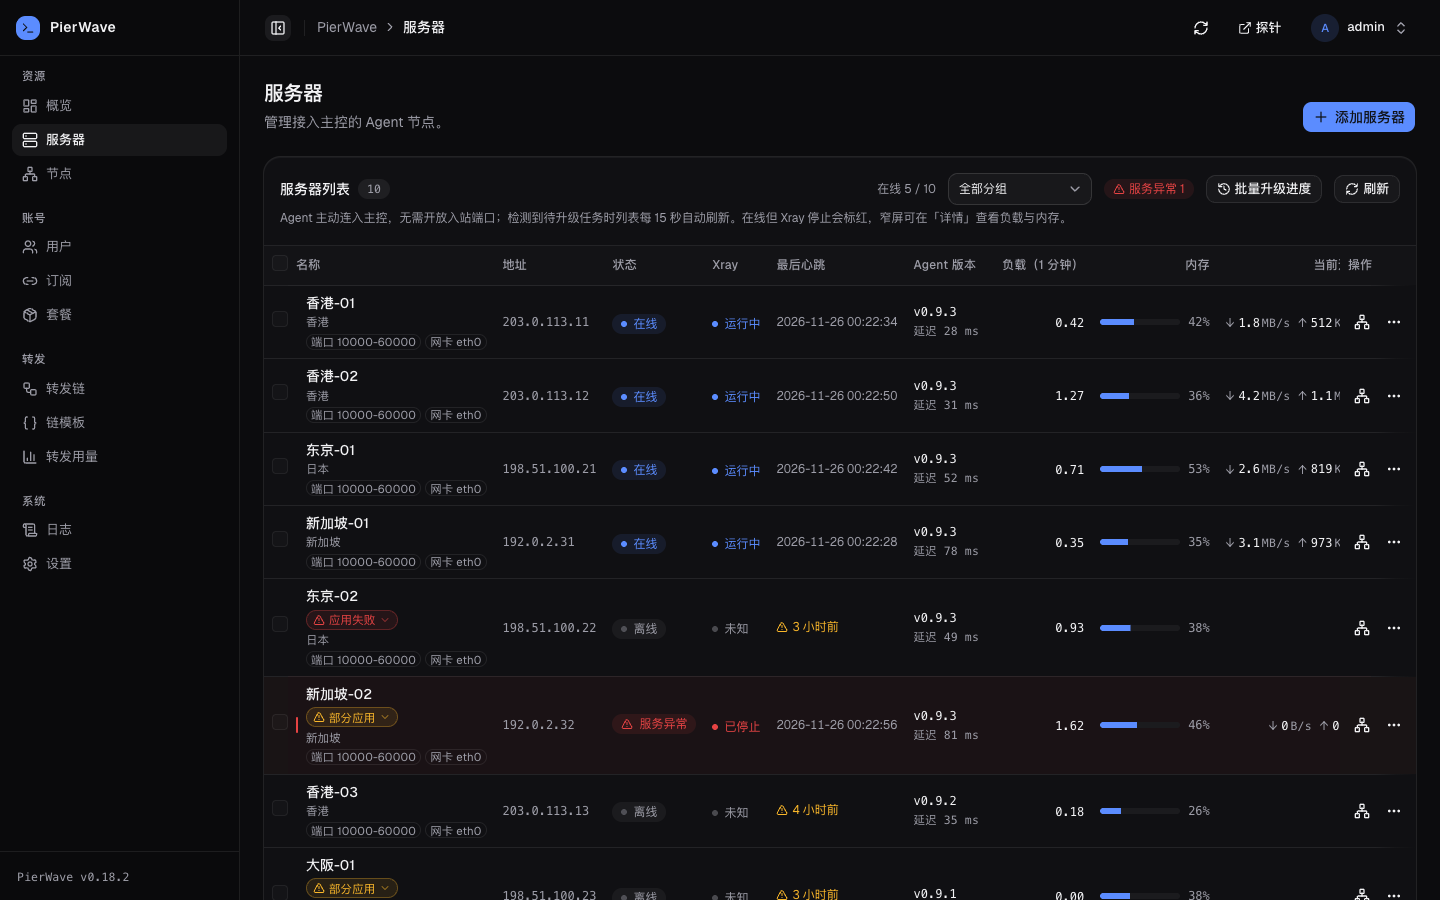 PierWave
PierWave > 服务器
探针
A admin
资源
概览
服务器
节点
账号
用户
订阅
套餐
转发
转发链
链模板
转发用量
系统
日志
设置
PierWave v0.18.2
服务器
管理接入主控的 Agent 节点。
添加服务器
服务器列表 10
在线 5 / 10
全部分组
服务异常 1
批量升级进度
刷新
Agent 主动连入主控，无需开放入站端口；检测到待升级任务时列表每 15 秒自动刷新。在线但 Xray 停止会标红，窄屏可在「详情」查看负载与内存。
名称 地址 状态 Xray 最后心跳 Agent 版本 负载（1 分钟） 内存 当前 操作
香港-01
香港
端口 10000-60000 网卡 eth0
203.0.113.11 在线 运行中 2026-11-26 00:22:34
v0.9.3
延迟 28 ms
0.42 42% ↓ 1.8MB/s ↑ 512K
香港-02
香港
端口 10000-60000 网卡 eth0
203.0.113.12 在线 运行中 2026-11-26 00:22:50
v0.9.3
延迟 31 ms
1.27 36% ↓ 4.2MB/s ↑ 1.1M
东京-01
日本
端口 10000-60000 网卡 eth0
198.51.100.21 在线 运行中 2026-11-26 00:22:42
v0.9.3
延迟 52 ms
0.71 53% ↓ 2.6MB/s ↑ 819K
新加坡-01
新加坡
端口 10000-60000 网卡 eth0
192.0.2.31 在线 运行中 2026-11-26 00:22:28
v0.9.3
延迟 78 ms
0.35 35% ↓ 3.1MB/s ↑ 973K
东京-02
应用失败
日本
端口 10000-60000 网卡 eth0
198.51.100.22 离线 未知 3 小时前
v0.9.3
延迟 49 ms
0.93 38%
新加坡-02
部分应用
新加坡
端口 10000-60000 网卡 eth0
192.0.2.32 服务异常 已停止 2026-11-26 00:22:56
v0.9.3
延迟 81 ms
1.62 46% ↓ 0B/s ↑ 0
香港-03
香港
端口 10000-60000 网卡 eth0
203.0.113.13 离线 未知 4 小时前
v0.9.2
延迟 35 ms
0.18 26%
大阪-01
部分应用
198.51.100.23 离线 未知 3 小时前
v0.9.1
0.00 38%